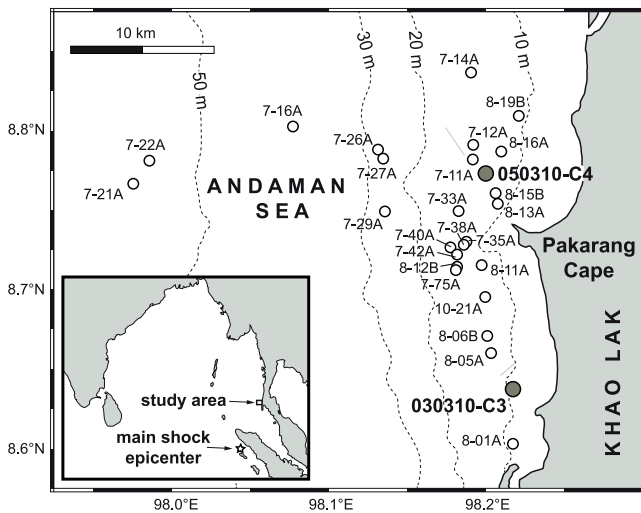 10 km
50 m
30 m
20 m
10 m
7-14A
8-19B
7-16A
7-12A
8-16A
8.8°N
7-26A
7-22A
7-27A
7-11A
050310-C4
7-21A
ANDAMAN
SEA
7-33A
8-15B
8-13A
7-29A
7-38A
7-40A
7-35A
7-42A
8-12B
8-11A
7-75A
Pakarang
Cape
8.7°N
10-21A
8-06B
8-05A
KHAO LAK
study area
030310-C3
main shock
epicenter
8-01A
8.6°N
98.0°E
98.1°E
98.2°E